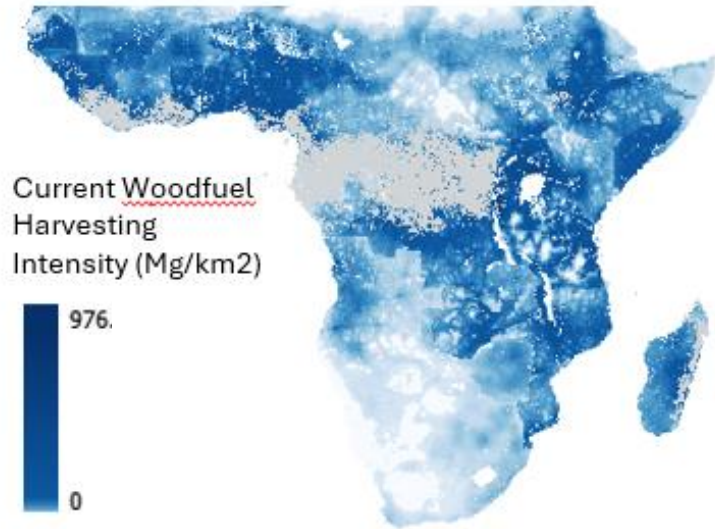 Current Woodfuel
Harvesting
Intensity (Mg/km2)
976.
0